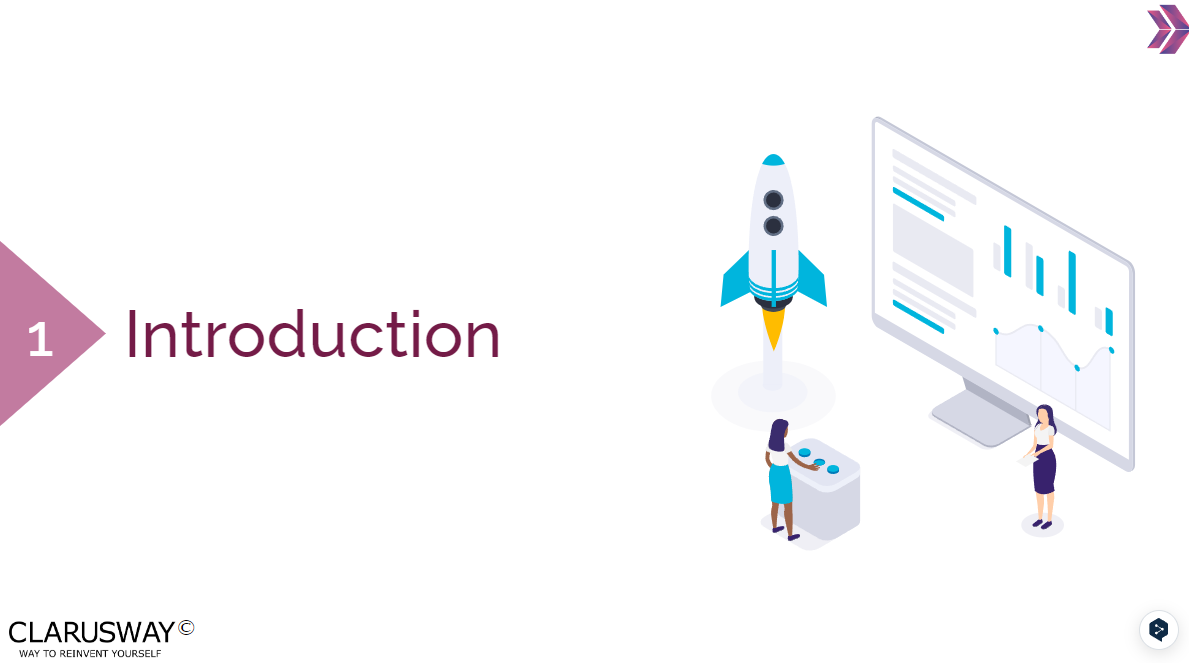 1
Introduction
CLARUSWAY©
WAY TO REINVENT YOURSELF